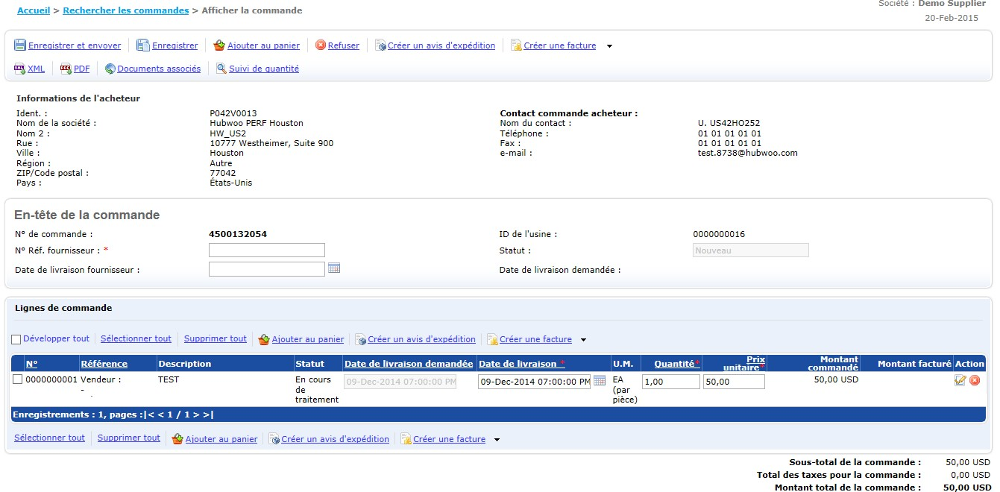 Société : Demo Supplier
Accueil > Rechercher les commandes > Afficher la commande
20-Feb-2015
Enregistrer et envoyer Enregistrer Ajouter au panier Refuser Créer un avis d'expédition Créer une facture
XML PDF Documents associés Suivi de quantité
Informations de l'acheteur
Ident. : P042V0013 Contact commande acheteur :
Nom de la société : Hubwoo PERF Houston Nom du contact : U. US42HO252
Nom 2 : HW_US2 Téléphone : 01 01 01 01 01
Rue : 10777 Westheimer, Suite 900 Fax : 01 01 01 01 01
Ville : Houston e-mail : test.8738@hubwoo.com
Région : Autre
ZIP/Code postal : 77042
Pays : États-Unis
En-tête de la commande
N° de commande : 4500132054 ID de l'usine : 0000000016
N° Réf. fournisseur : * Statut : Nouveau
Date de livraison fournisseur : Date de livraison demandée :
Lignes de commande
Développer tout Sélectionner tout Supprimer tout Ajouter au panier Créer un avis d'expédition Créer une facture
N° Référence Description Statut Date de livraison demandée Date de livraison * U.M. Quantité* Prix unitaire* Montant commandé Montant facturé Action
0000000001 Vendeur : TEST En cours 09-Dec-2014 07:00:00 PM 09-Dec-2014 07:00:00 PM EA 1,00 50,00 50,00 USD
- de (par
traitement pièce)
Enregistrements : 1, pages :|< < 1 / 1 > >|
Sélectionner tout Supprimer tout Ajouter au panier Créer un avis d'expédition Créer une facture
Sous-total de la commande : 50,00 USD
Total des taxes pour la commande : 0,00 USD
Montant total de la commande : 50,00 USD